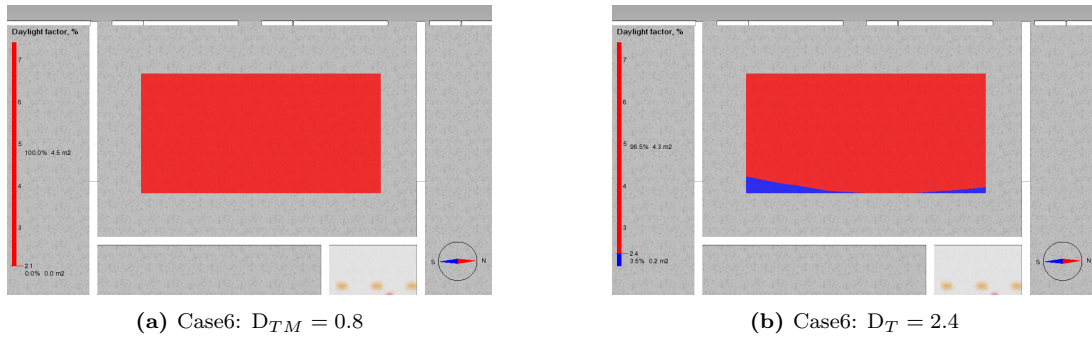 Daylight factor, %
7
6
5
100.0% 4.5 m2
4
3
2.1
0.0% 0.0 m2
S N
Daylight factor, %
7
6
5
96.5% 4.3 m2
4
3
2.4
3.5% 0.2 m2
S N
(a) Case6: D_TM = 0.8
(b) Case6: D_T = 2.4